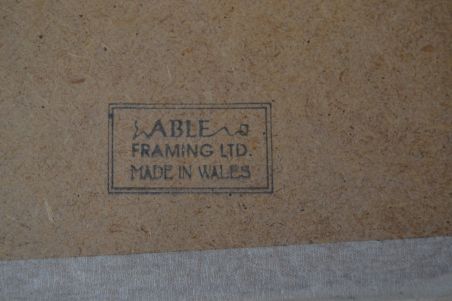 ABLE
FRAMING LTD.
MADE IN WALES